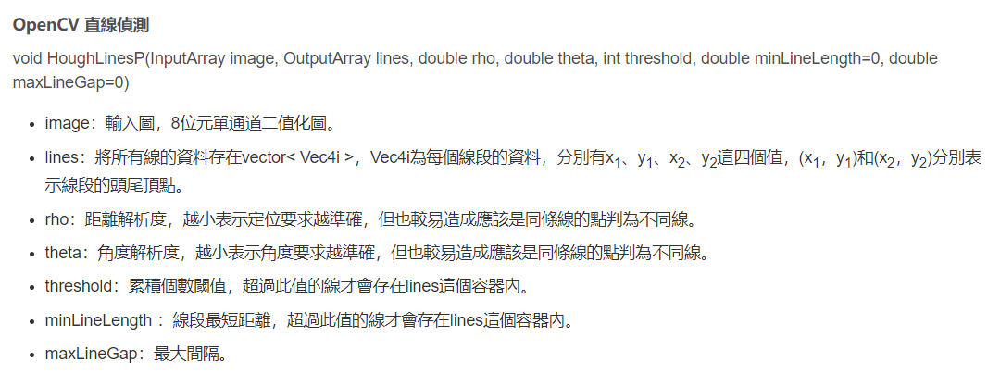 OpenCV 直線偵測
void HoughLinesP(InputArray image, OutputArray lines, double rho, double theta, int threshold, double minLineLength=0, double
maxLineGap=0)
• image：輸入圖，8位元單通道二值化圖。
• lines：將所有線的資料存在vector< Vec4i >，Vec4i為每個線段的資料，分別有x₁、y₁、x₂、y₂這四個值，(x₁，y₁)和(x₂，y₂)分別表
示線段的頭尾頂點。
• rho：距離解析度，越小表示定位要求越準確，但也較易造成應該是同條線的點判為不同線。
• theta：角度解析度，越小表示角度要求越準確，但也較易造成應該是同條線的點判為不同線。
• threshold：累積個數閾值，超過此值的線才會存在lines這個容器內。
• minLineLength ：線段最短距離，超過此值的線才會存在lines這個容器內。
• maxLineGap：最大間隔。